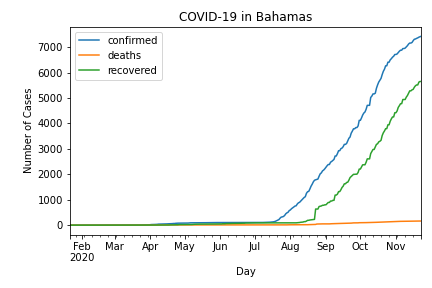 COVID-19 in Bahamas
confirmed
deaths
recovered
Number of Cases
7000
6000
5000
4000
3000
2000
1000
0
Feb Mar Apr May Jun Jul Aug Sep Oct Nov
2020
Day